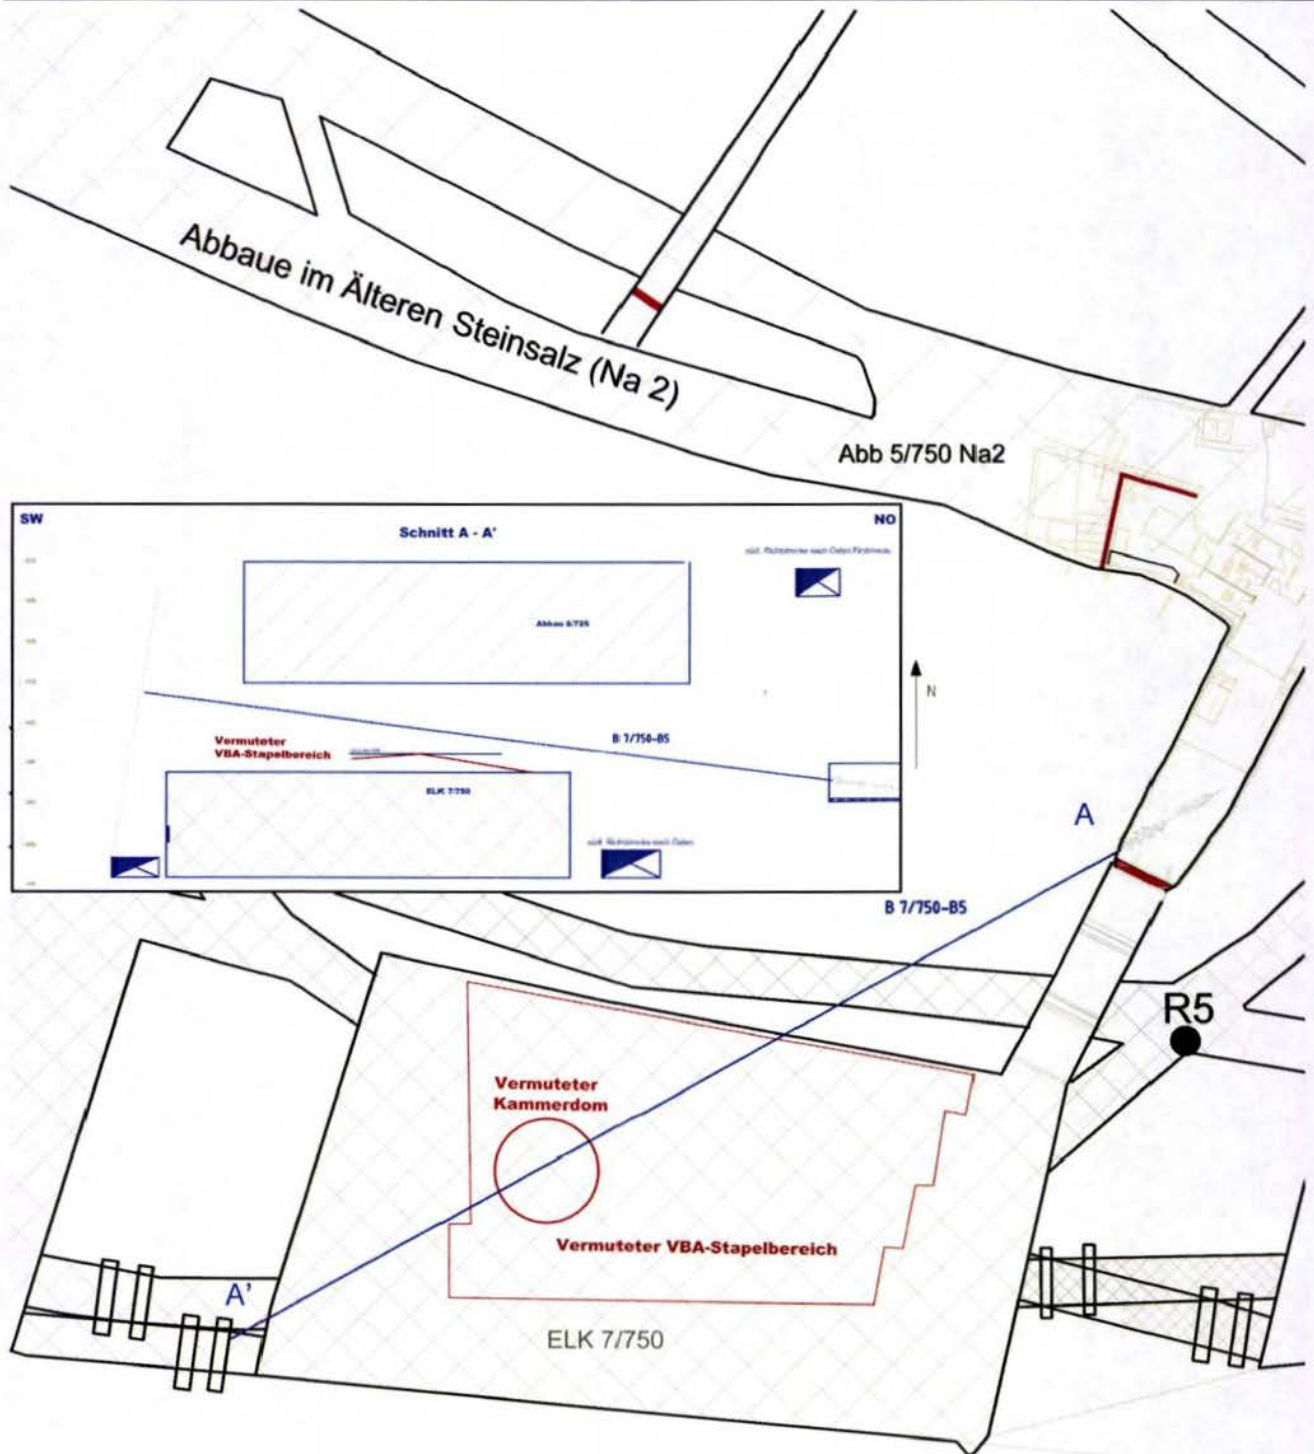 Abbaue im Älteren Steinsalz (Na 2)
Abb 5/750 Na2
SW
Schnitt A - A'
NO
N
B 7/750-B5
Vermuteter
VBA-Stapelbereich
ELK 7/750
A
B 7/750-B5
R5
Vermuteter
Kammerdom
Vermuteter VBA-Stapelbereich
A'
ELK 7/750